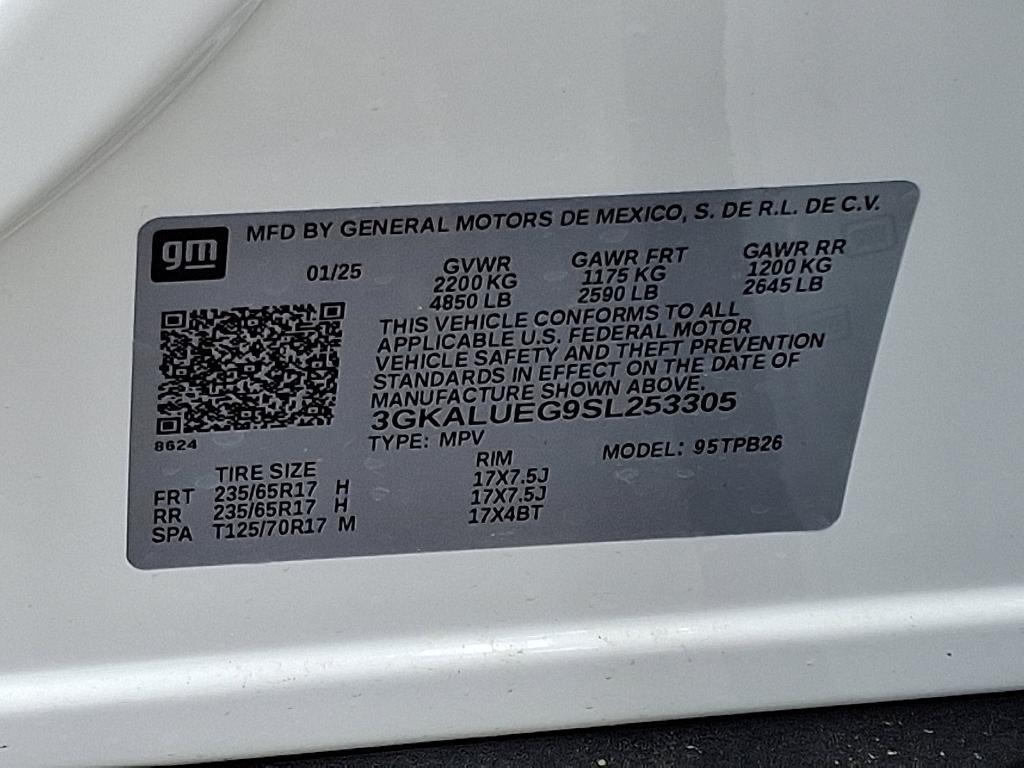 gm
MFD BY GENERAL MOTORS DE MEXICO, S. DE R.L. DE C.V.
01/25
GVWR
2200 KG
4850 LB
GAWR FRT
1175 KG
2590 LB
GAWR RR
1200 KG
2645 LB
THIS VEHICLE CONFORMS TO ALL
APPLICABLE U.S. FEDERAL MOTOR
VEHICLE SAFETY AND THEFT PREVENTION
STANDARDS IN EFFECT ON THE DATE OF
MANUFACTURE SHOWN ABOVE.
3GKALUEG9SL253305
8624
TYPE: MPV
MODEL: 95TPB26
TIRE SIZE RIM
FRT 235/65R17 H 17X7.5J
RR 235/65R17 H 17X7.5J
SPA T125/70R17 M 17X4BT